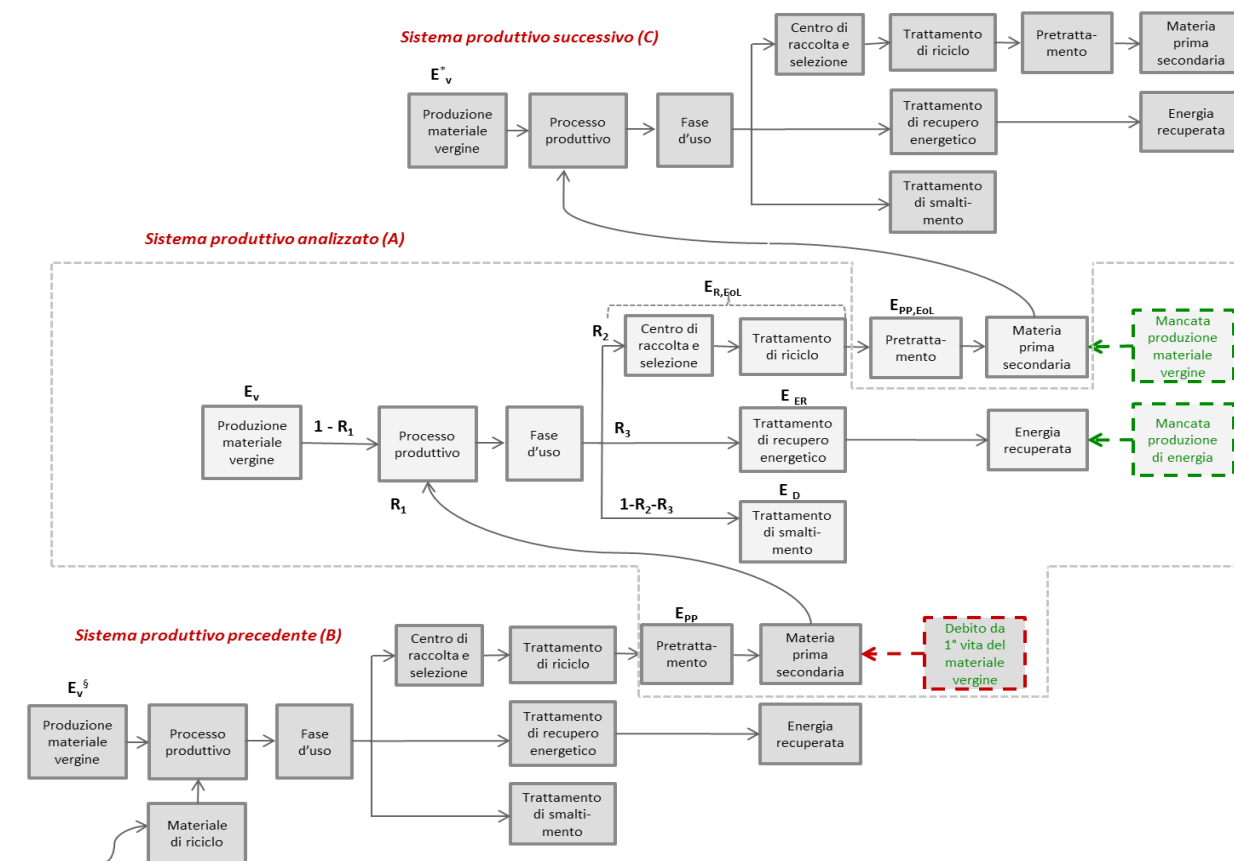 Sistema produttivo successivo (C)
Centro di
raccolta e
selezione
Trattamento
di riciclo
Pretratta-
mento
Materia
prima
secondaria
E*v
Produzione
materiale
vergine
Processo
produttivo
Fase
d'uso
Trattamento
di recupero
energetico
Energia
recuperata
Trattamento
di smalti-
mento
Sistema produttivo analizzato (A)
ER,EoL
EPP,EoL
R2
Centro di
raccolta e
selezione
Trattamento
di riciclo
Pretratta-
mento
Materia
prima
secondaria
Mancata
produzione
materiale
vergine
Ev
Produzione
materiale
vergine
1 - R1
Processo
produttivo
Fase
d'uso
R3
E ER
Trattamento
di recupero
energetico
Energia
recuperata
Mancata
produzione
di energia
R1
1-R2-R3
E D
Trattamento
di smalti-
mento
Sistema produttivo precedente (B)
Centro di
raccolta e
selezione
Trattamento
di riciclo
EPP
Pretratta-
mento
Materia
prima
secondaria
Debito da
1° vita del
materiale
vergine
Ev§
Produzione
materiale
vergine
Processo
produttivo
Fase
d'uso
Trattamento
di recupero
energetico
Energia
recuperata
Trattamento
di smalti-
mento
Materiale
di riciclo